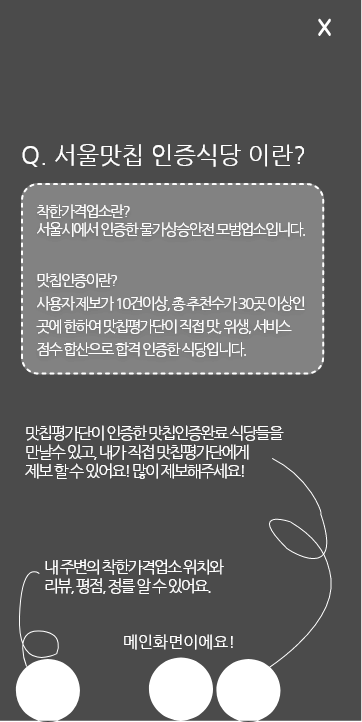 X
Q. 서울맛집 인증식당 이란?
착한가격업소란?
서울시에서 인증한 물가상승안전 모범업소입니다.
맛집인증이란?
사용자 제보가 10건이상, 총 추천수가 30곳 이상인
곳에 한하여 맛집평가단이 직접 맛, 위생, 서비스
점수 합산으로 합격 인증한 식당입니다.
맛집평가단이 인증한 맛집인증완료 식당들을
만날수 있고, 내가 직접 맛집평가단에게
제보 할 수 있어요! 많이 제보해주세요!
내 주변의 착한가격업소 위치와
리뷰, 평점, 정를 알 수 있어요.
메인화면이에요!